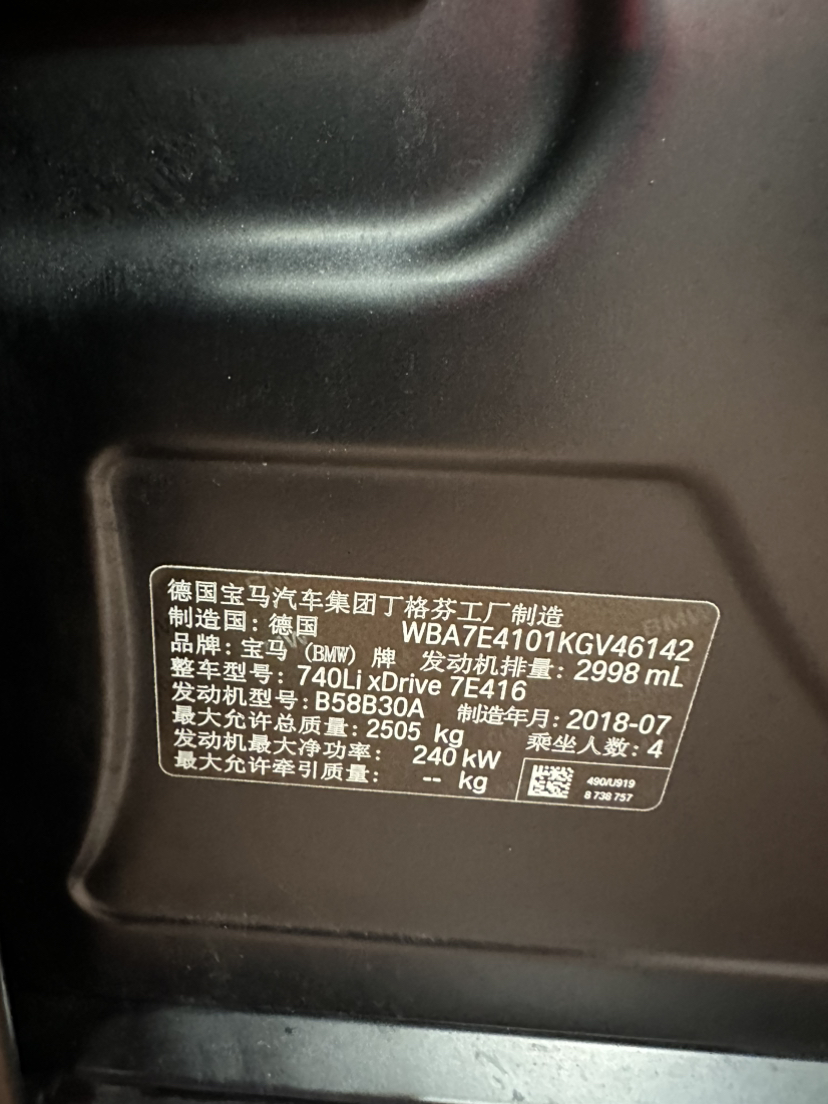 德国宝马汽车集团丁格芬工厂制造
制造国: 德国 WBA7E4101KGV46142
品牌: 宝马 (BMW) 牌 发动机排量: 2998 mL
整车型号: 740Li xDrive 7E416
发动机型号: B58B30A 制造年月: 2018-07
最大允许总质量: 2505 kg 乘坐人数: 4
发动机最大净功率: 240 kW
最大允许牵引质量: -- kg
490/U919
8 738 757